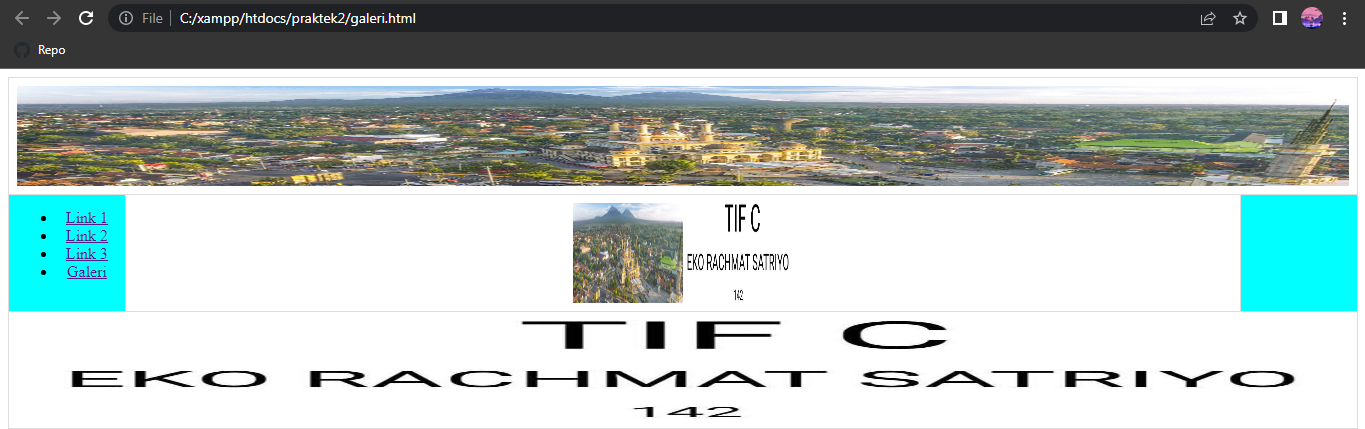 File | C:/xampp/htdocs/praktek2/galeri.html
Repo
Link 1
Link 2
Link 3
Galeri
TIF C
EKO RACHMAT SATRIYO
142
TIF C
EKO RACHMAT SATRIYO
142